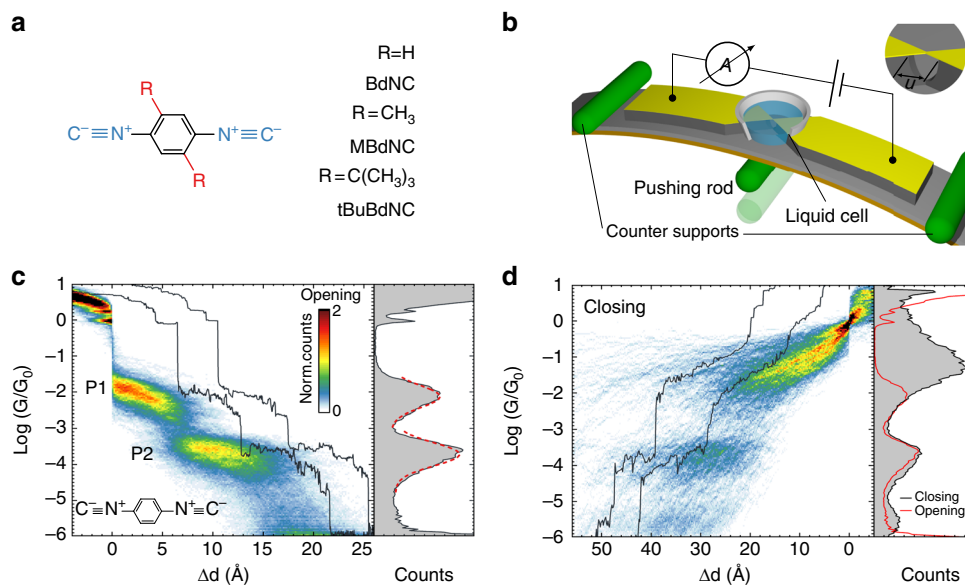 a
R
C⁻≡N⁺
N⁺≡C⁻
R
R=H
BdNC
R=CH₃
MBdNC
R=C(CH₃)₃
tBuBdNC
b
A
u
Pushing rod
Liquid cell
Counter supports
c
Log (G/G₀)
1
0
−1
−2
−3
−4
−5
−6
P1
P2
Opening
Norm.counts
2
0
C⁻≡N⁺
N⁺≡C⁻
0 5 10 15 20 25
Δd (Å)
Counts
d
Closing
Log (G/G₀)
1
0
−1
−2
−3
−4
−5
−6
Closing
Opening
50 40 30 20 10 0
Δd (Å)
Counts